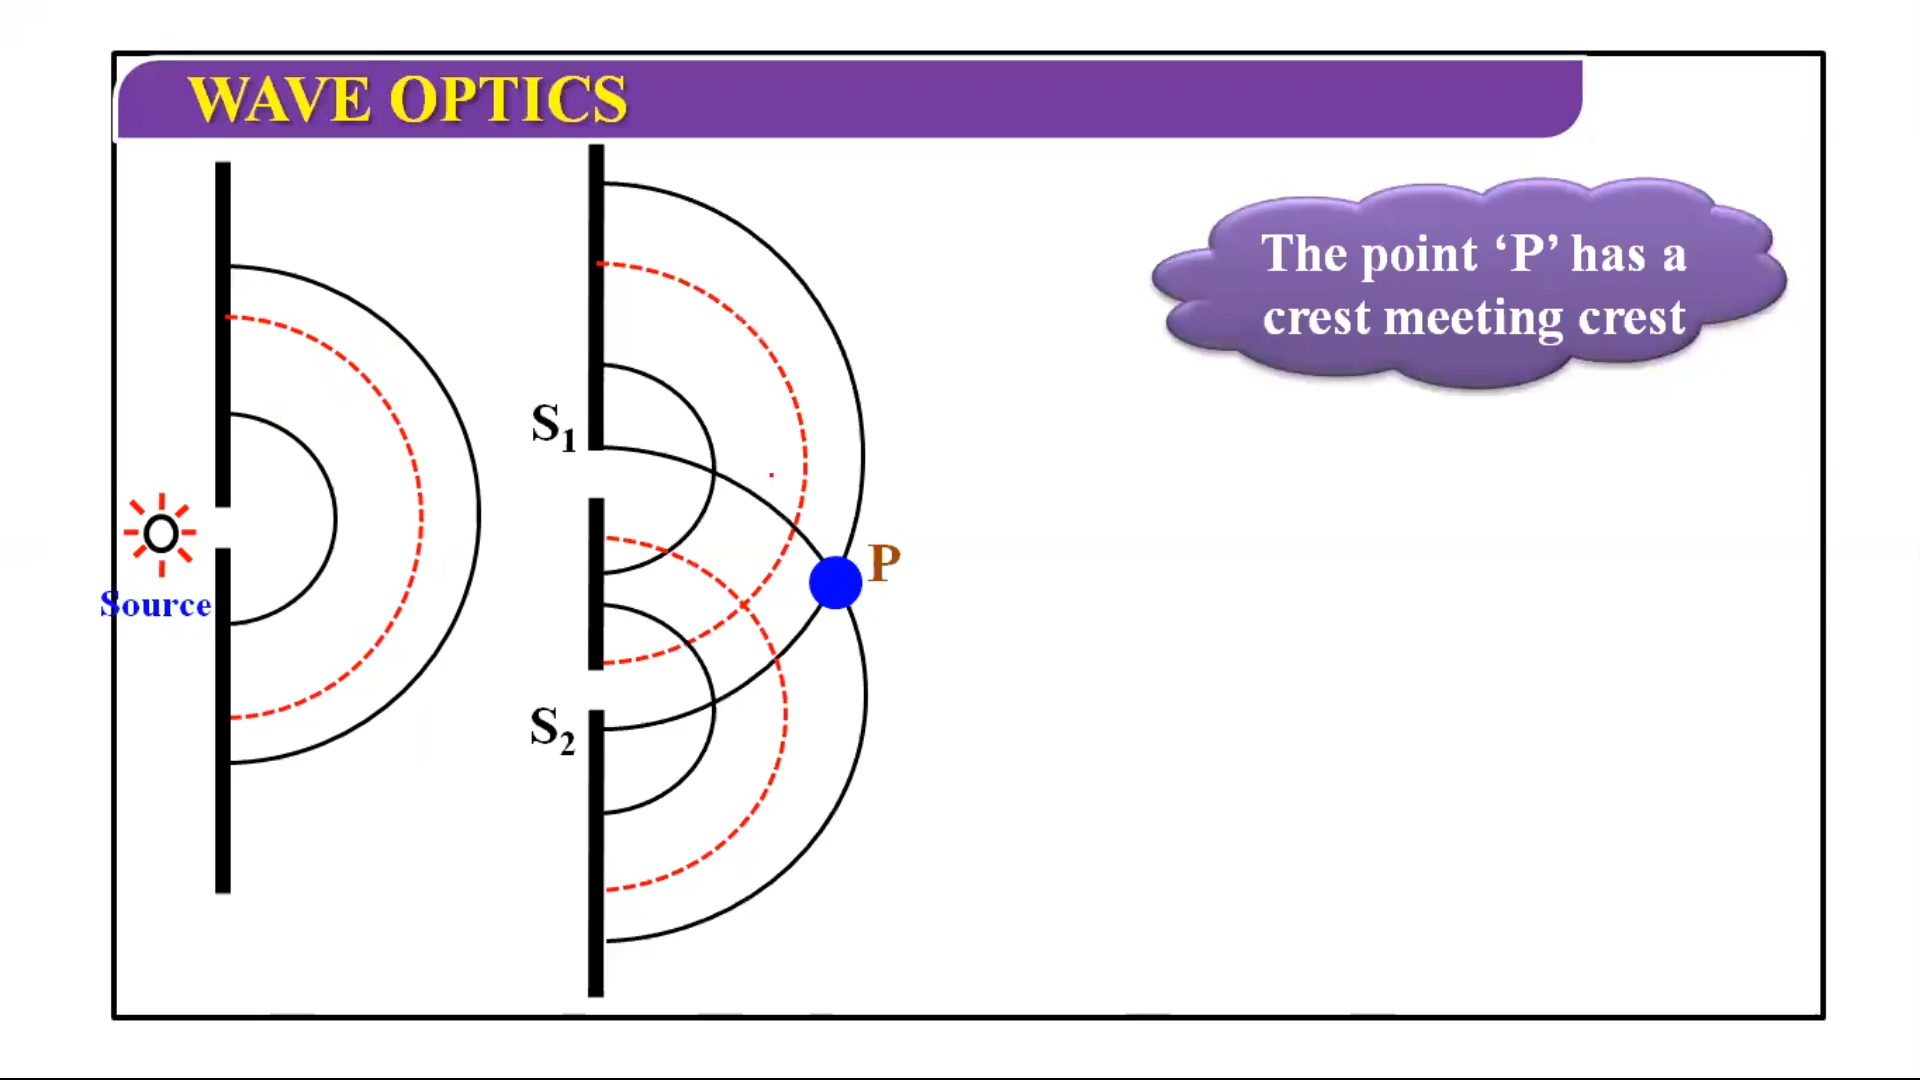 WAVE OPTICS
The point ‘P’ has a
crest meeting crest
S₁
P
Source
S₂